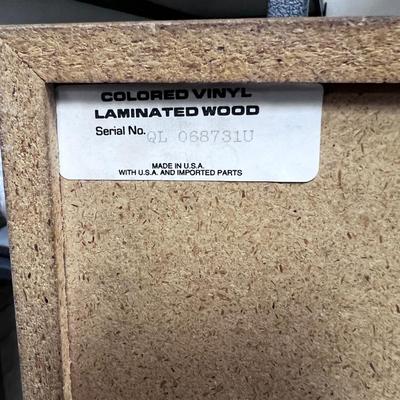 COLORED VINYL
LAMINATED WOOD
Serial No. QL 068731U
MADE IN U.S.A.
WITH U.S.A. AND IMPORTED PARTS